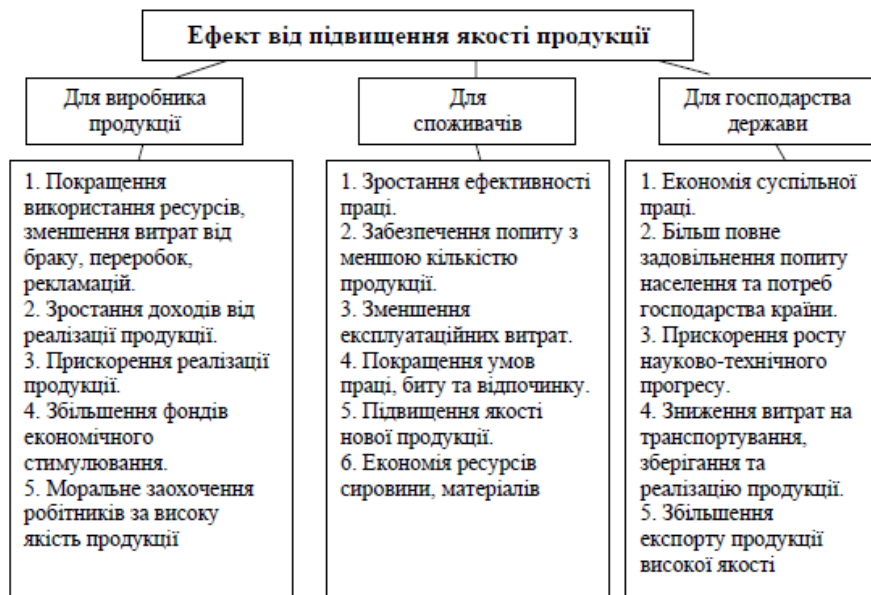 Ефект від підвищення якості продукції
Для виробника
продукції
Для
споживачів
Для господарства
держави
1. Покращення
використання ресурсів,
зменшення витрат від
браку, переробок,
рекламацій.
2. Зростання доходів від
реалізації продукції.
3. Прискорення реалізації
продукції.
4. Збільшення фондів
економічного
стимулювання.
5. Моральне заохочення
робітників за високу
якість продукції
1. Зростання ефективності
праці.
2. Забезпечення попиту з
меншою кількістю
продукції.
3. Зменшення
експлуатаційних витрат.
4. Покращення умов
праці, биту та відпочинку.
5. Підвищення якості
нової продукції.
6. Економія ресурсів
сировини, матеріалів
1. Економія суспільної
праці.
2. Більш повне
задовільнення попиту
населення та потреб
господарства країни.
3. Прискорення росту
науково-технічного
прогресу.
4. Зниження витрат на
транспортування,
зберігання та
реалізацію продукції.
5. Збільшення
експорту продукції
високої якості